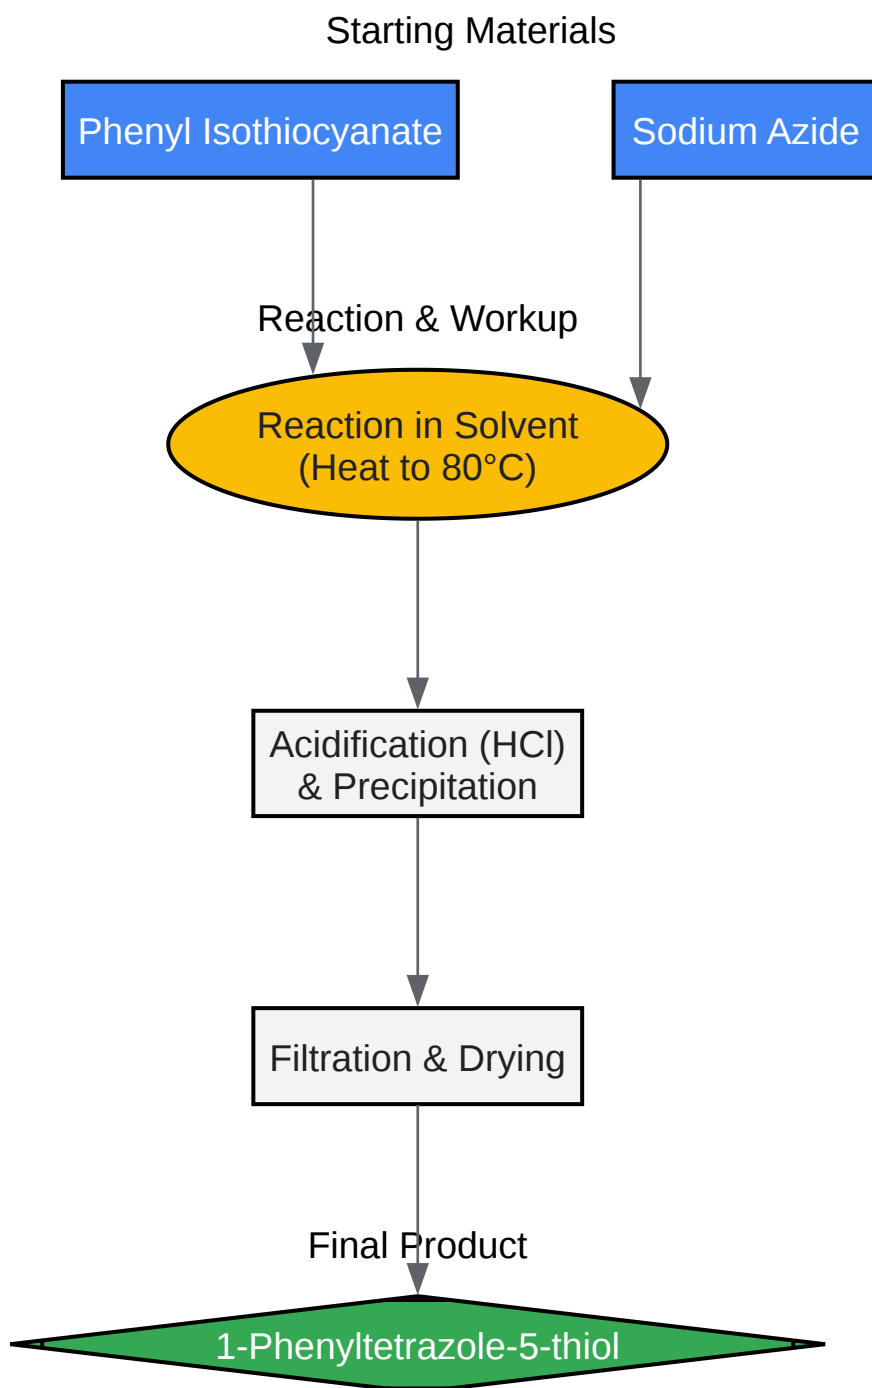 Starting Materials
Phenyl Isothiocyanate
Sodium Azide
Reaction & Workup
Reaction in Solvent
(Heat to 80°C)
Acidification (HCl)
& Precipitation
Filtration & Drying
Final Product
1-Phenyltetrazole-5-thiol